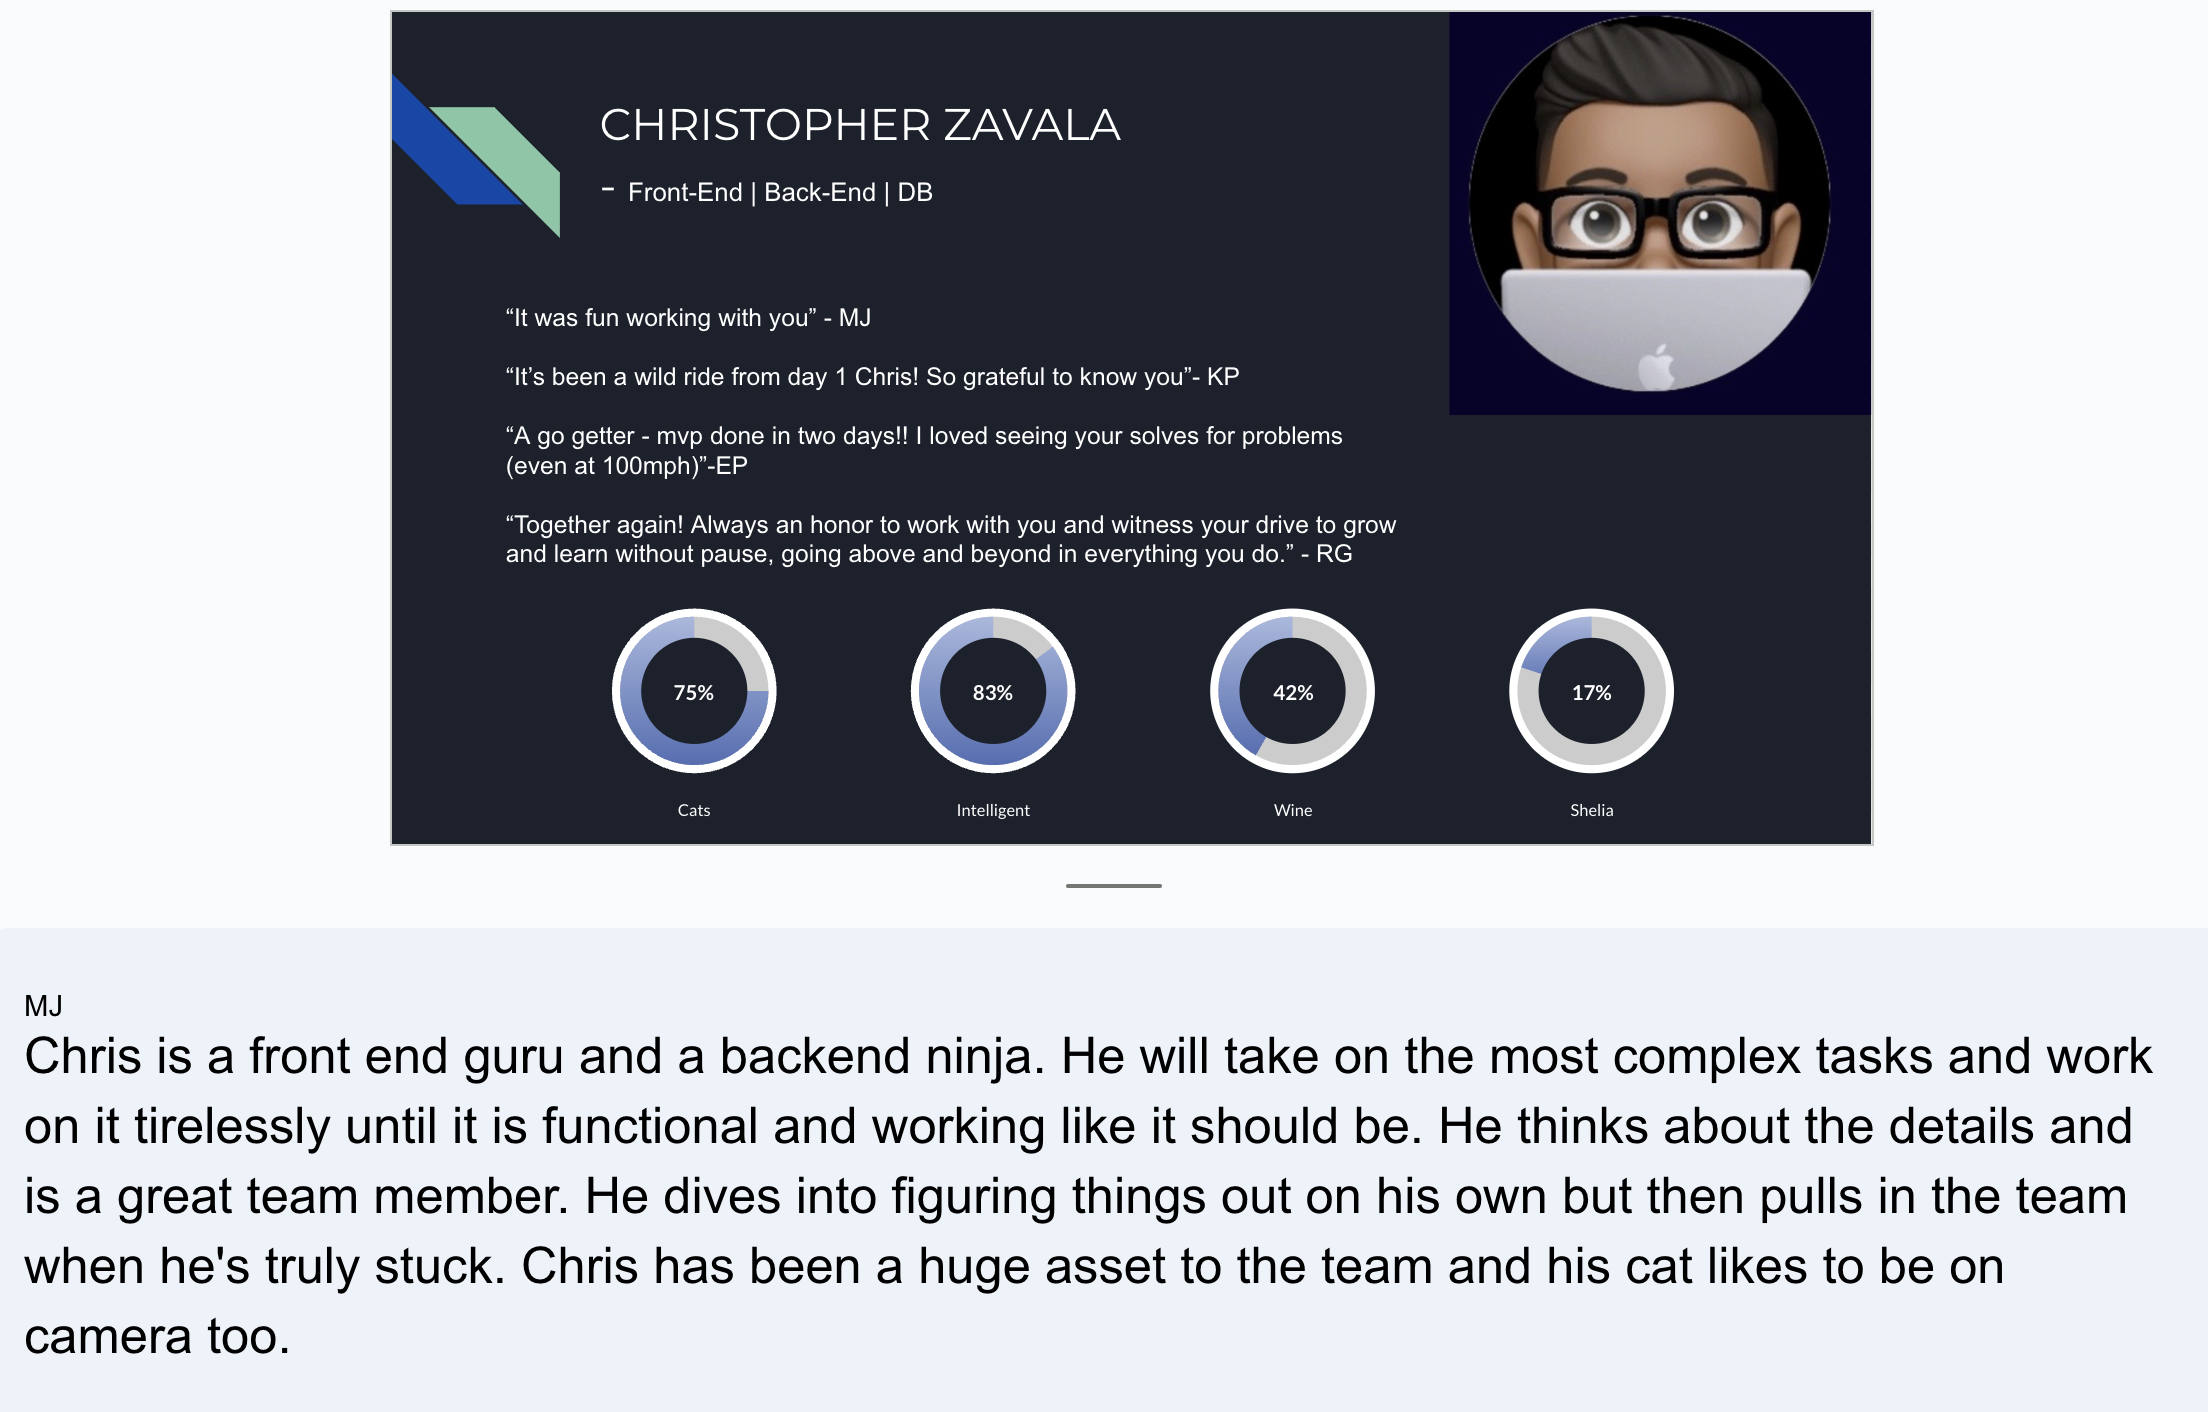 CHRISTOPHER ZAVALA
- Front-End | Back-End | DB
“It was fun working with you” - MJ
“It’s been a wild ride from day 1 Chris! So grateful to know you”- KP
“A go getter - mvp done in two days!! I loved seeing your solves for problems
(even at 100mph)”-EP
“Together again! Always an honor to work with you and witness your drive to grow
and learn without pause, going above and beyond in everything you do.” - RG
75%
83%
42%
17%
Cats
Intelligent
Wine
Shelia
MJ
Chris is a front end guru and a backend ninja. He will take on the most complex tasks and work
on it tirelessly until it is functional and working like it should be. He thinks about the details and
is a great team member. He dives into figuring things out on his own but then pulls in the team
when he's truly stuck. Chris has been a huge asset to the team and his cat likes to be on
camera too.